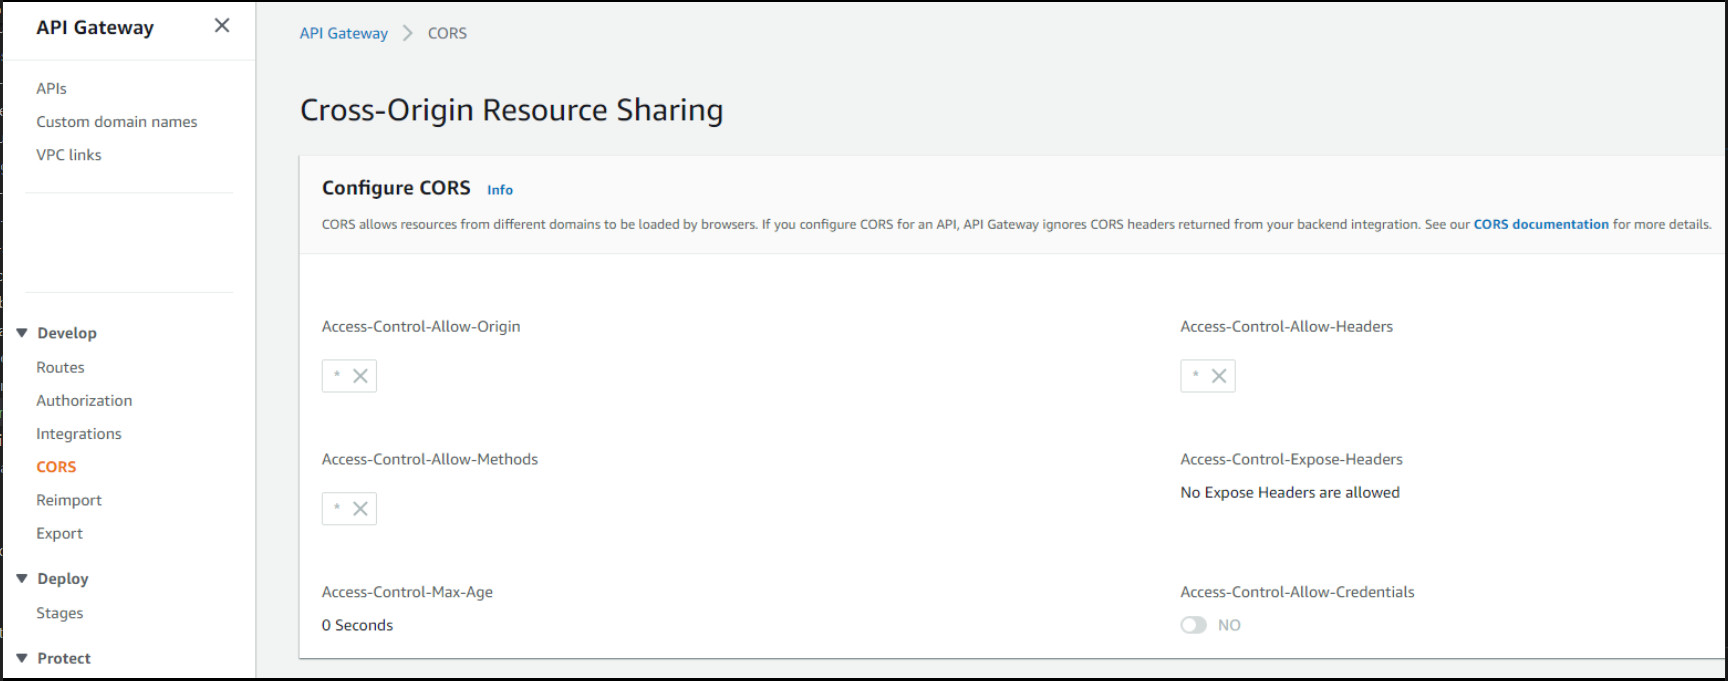 API Gateway
APIs
Custom domain names
VPC links
Develop
Routes
Authorization
Integrations
CORS
Reimport
Export
Deploy
Stages
Protect
API Gateway > CORS
Cross-Origin Resource Sharing
Configure CORS Info
CORS allows resources from different domains to be loaded by browsers. If you configure CORS for an API, API Gateway ignores CORS headers returned from your backend integration. See our CORS documentation for more details.
Access-Control-Allow-Origin
*
Access-Control-Allow-Headers
*
Access-Control-Allow-Methods
*
Access-Control-Expose-Headers
No Expose Headers are allowed
Access-Control-Max-Age
0 Seconds
Access-Control-Allow-Credentials
NO